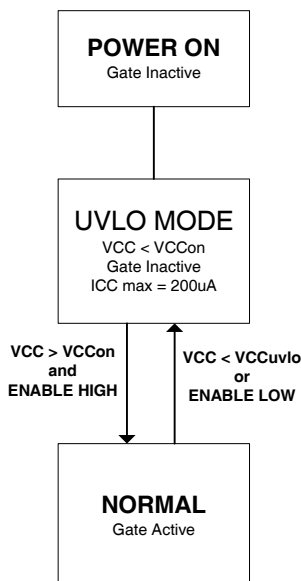 POWER ON
Gate Inactive
UVLO MODE
VCC < VCCon
Gate Inactive
ICC max = 200uA
VCC > VCCon
and
ENABLE HIGH
VCC < VCCuvlo
or
ENABLE LOW
NORMAL
Gate Active